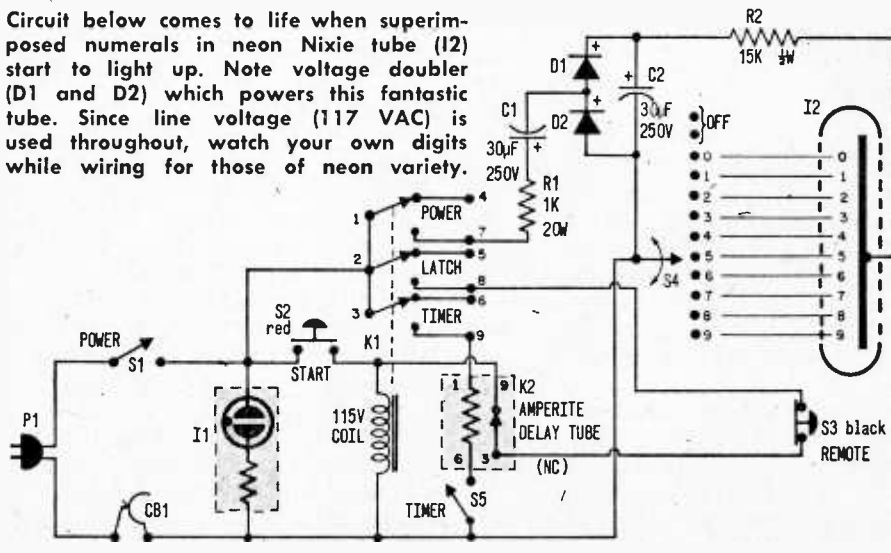 Circuit below comes to life when superim-
posed numerals in neon Nixie tube (I2)
start to light up. Note voltage doubler
(D1 and D2) which powers this fantastic
tube. Since line voltage (117 VAC) is
used throughout, watch your own digits
while wiring for those of neon variety.
R2
15K ½W
D1
+
D2
+
+ C2
30µF
250V
C1
30µF +
250V
R1
1K
20W
I2
}OFF
0 0
1 1
2 2
3 3
4 4
5 5
6 6
7 7
8 8
9 9
S4
1 POWER 4
7
2 LATCH 5
8
3 TIMER 6
9
S2
red
START
K1
POWER
S1
P1
I1
CB1
115V
COIL
1 9 K2
AMPERITE
DELAY TUBE
6 3
(NC)
TIMER S5
S3 black
REMOTE